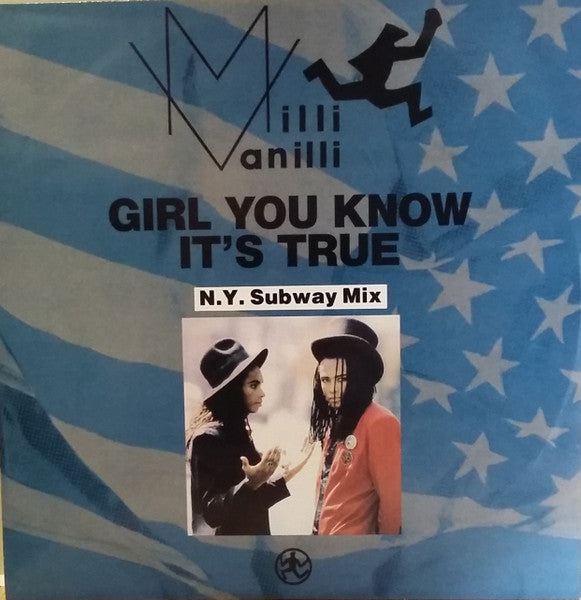 Milli
Vanilli
GIRL YOU KNOW
IT'S TRUE
N.Y. Subway Mix